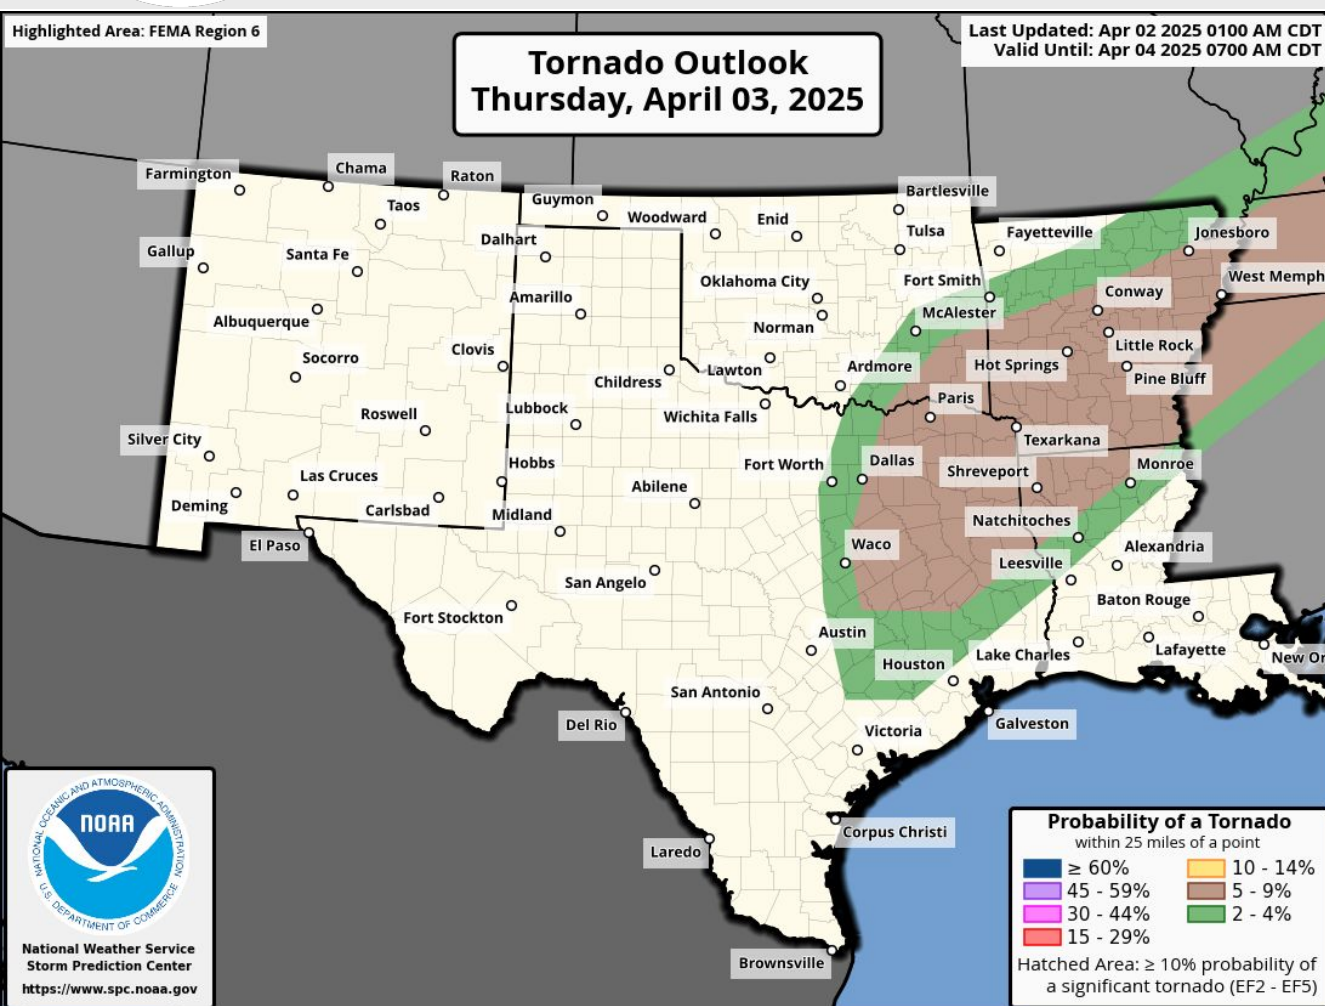 Highlighted Area: FEMA Region 6
Last Updated: Apr 02 2025 0100 AM CDT
Valid Until: Apr 04 2025 0700 AM CDT
Tornado Outlook
Thursday, April 03, 2025
Farmington
Chama
Raton
Taos
Guymon
Woodward
Enid
Bartlesville
Tulsa
Fayetteville
Jonesboro
Gallup
Santa Fe
Dalhart
Oklahoma City
Fort Smith
Conway
West Memph
Amarillo
Albuquerque
Norman
McAlester
Little Rock
Socorro
Clovis
Childress
Lawton
Ardmore
Hot Springs
Pine Bluff
Roswell
Lubbock
Wichita Falls
Paris
Texarkana
Silver City
Las Cruces
Hobbs
Abilene
Fort Worth
Dallas
Shreveport
Monroe
Deming
Carlsbad
Midland
Natchitoches
El Paso
San Angelo
Waco
Leesville
Alexandria
Fort Stockton
Austin
Baton Rouge
Houston
Lake Charles
Lafayette
New Or
San Antonio
Del Rio
Victoria
Galveston
Corpus Christi
Laredo
Brownsville
NATIONAL OCEANIC AND ATMOSPHERIC ADMINISTRATION
NOAA
U.S. DEPARTMENT OF COMMERCE
National Weather Service
Storm Prediction Center
https://www.spc.noaa.gov
Probability of a Tornado
within 25 miles of a point
≥ 60%
10 - 14%
45 - 59%
5 - 9%
30 - 44%
2 - 4%
15 - 29%
Hatched Area: ≥ 10% probability of
a significant tornado (EF2 - EF5)